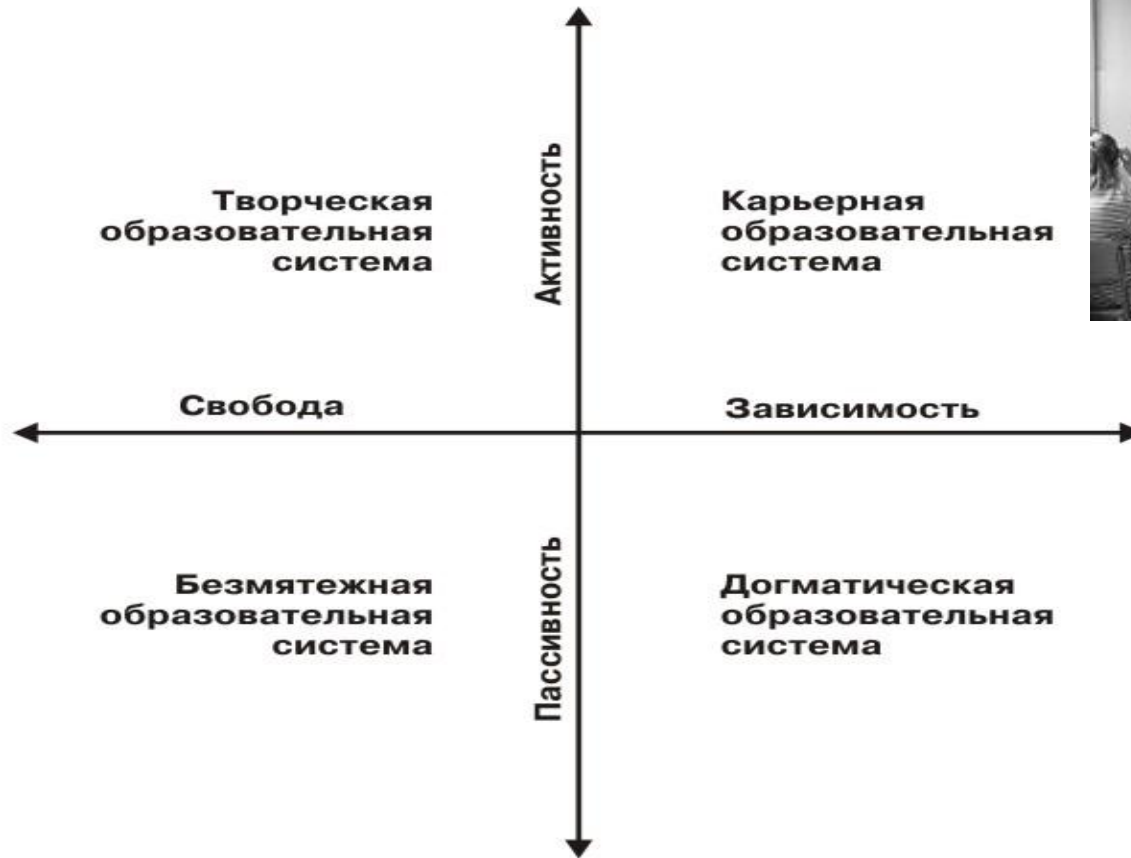 Активность
Творческая
образовательная
система
Карьерная
образовательная
система
Свобода
Зависимость
Пассивность
Безмятежная
образовательная
система
Догматическая
образовательная
система